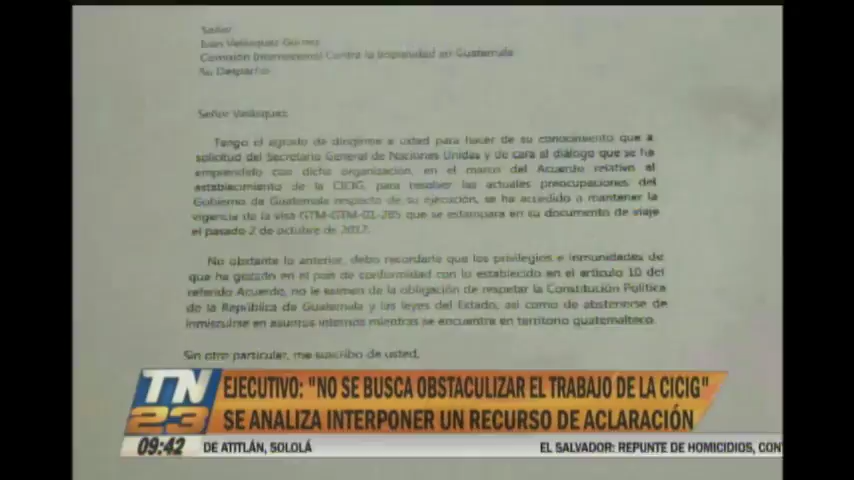 Señor
Iván Velásquez Gómez
Comisión Internacional Contra la Impunidad en Guatemala
Su Despacho
Señor Velásquez:
Tengo el agrado de dirigirme a usted para hacer de su conocimiento que a
solicitud del Secretario General de Naciones Unidas y de cara al diálogo que se ha
emprendido con dicha organización, en el marco del Acuerdo relativo al
establecimiento de la CICIG, para resolver las actuales preocupaciones del
Gobierno de Guatemala respecto de su ejecución, se ha accedido a mantener la
vigencia de la visa GTM-GTM-01-285 que se estampara en su documento de viaje
el pasado 2 de octubre de 2017.
No obstante lo anterior, debo recordarle que los privilegios e inmunidades de
que ha gozado en el país de conformidad con lo establecido en el artículo 10 del
referido Acuerdo, no le eximen de la obligación de respetar la Constitución Política
de la República de Guatemala y las leyes del Estado, así como de abstenerse de
inmiscuirse en asuntos internos mientras se encuentre en territorio guatemalteco.
Sin otro particular, me suscribo de usted,
TN
23
EJECUTIVO: "NO SE BUSCA OBSTACULIZAR EL TRABAJO DE LA CICIG"
SE ANALIZA INTERPONER UN RECURSO DE ACLARACIÓN
09:42 DE ATITLÁN, SOLOLÁ EL SALVADOR: REPUNTE DE HOMICIDIOS, CON